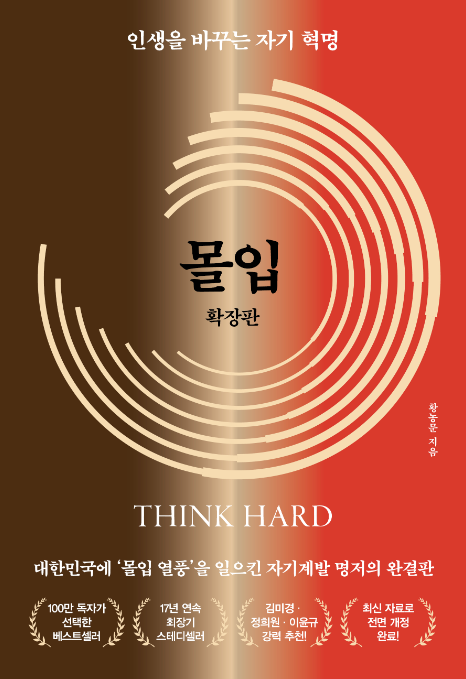 인생을 바꾸는 자기 혁명
몰입
확장판
황농문 지음
THINK HARD
대한민국에 ‘몰입 열풍’을 일으킨 자기계발 명저의 완결판
100만 독자가
선택한
베스트셀러
17년 연속
최장기
스테디셀러
김미경 ·
정희원 · 이윤규
강력 추천!
최신 자료로
전면 개정
완료!